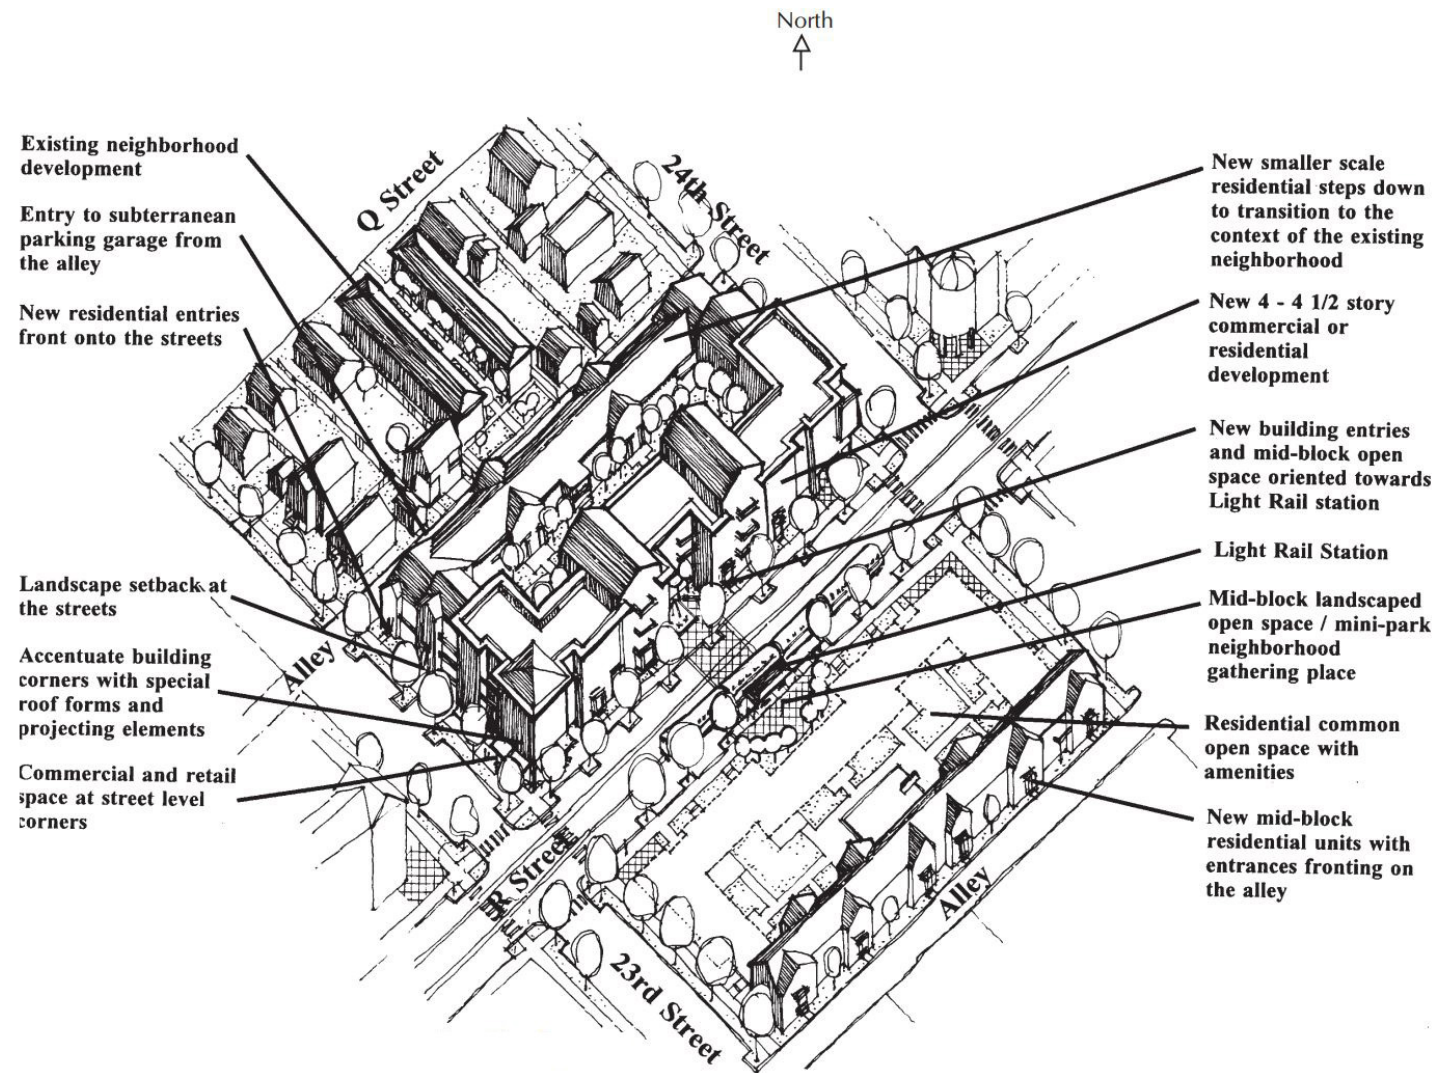 North
Existing neighborhood
development
Entry to subterranean
parking garage from
the alley
New residential entries
front onto the streets
Landscape setback at
the streets
Accentuate building
corners with special
roof forms and
projecting elements
Commercial and retail
space at street level
corners
Q Street
24th Street
Alley
R Street
23rd Street
Alley
New smaller scale
residential steps down
to transition to the
context of the existing
neighborhood
New 4 - 4 1/2 story
commercial or
residential
development
New building entries
and mid-block open
space oriented towards
Light Rail station
Light Rail Station
Mid-block landscaped
open space / mini-park
neighborhood
gathering place
Residential common
open space with
amenities
New mid-block
residential units with
entrances fronting on
the alley